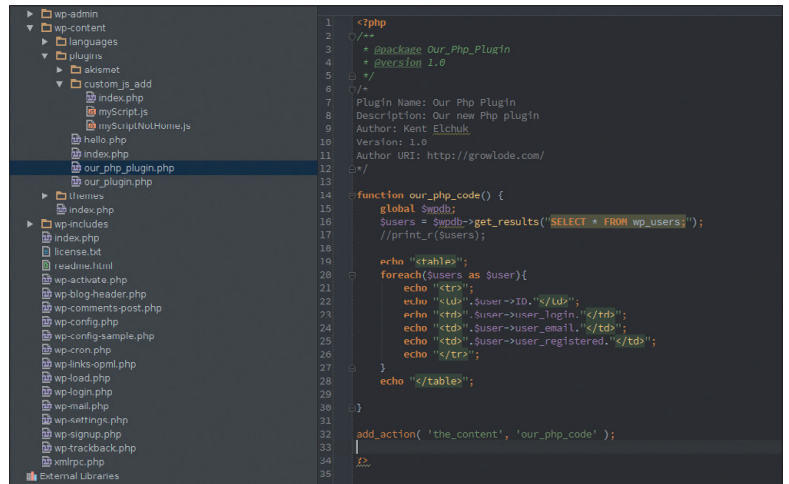 wp-admin
wp-content
languages
plugins
akismet
custom_js_add
index.php
myScript.js
myScriptNotHome.js
hello.php
index.php
our_php_plugin.php
our_plugin.php
themes
index.php
wp-includes
index.php
license.txt
readme.html
wp-activate.php
wp-blog-header.php
wp-comments-post.php
wp-config.php
wp-config-sample.php
wp-cron.php
wp-links-opml.php
wp-load.php
wp-login.php
wp-mail.php
wp-settings.php
wp-signup.php
wp-trackback.php
xmlrpc.php
External Libraries
1 <?php
2 /**
3 * @package Our_Php_Plugin
4 * @version 1.0
5 */
6 /*
7 Plugin Name: Our Php Plugin
8 Description: Our new Php plugin
9 Author: Kent Elchuk
10 Version: 1.0
11 Author URI: http://growlode.com/
12 */
13
14 function our_php_code() {
15 global $wpdb;
16 $users = $wpdb->get_results("SELECT * FROM wp_users;");
17 //print_r($users);
18
19 echo "<table>";
20 foreach($users as $user){
21 echo "<tr>";
22 echo "<td>".$user->ID."</td>";
23 echo "<td>".$user->user_login."</td>";
24 echo "<td>".$user->user_email."</td>";
25 echo "<td>".$user->user_registered."</td>";
26 echo "</tr>";
27 }
28 echo "</table>";
29
30 }
31
32 add_action( 'the_content', 'our_php_code' );
33
34 ?>
35